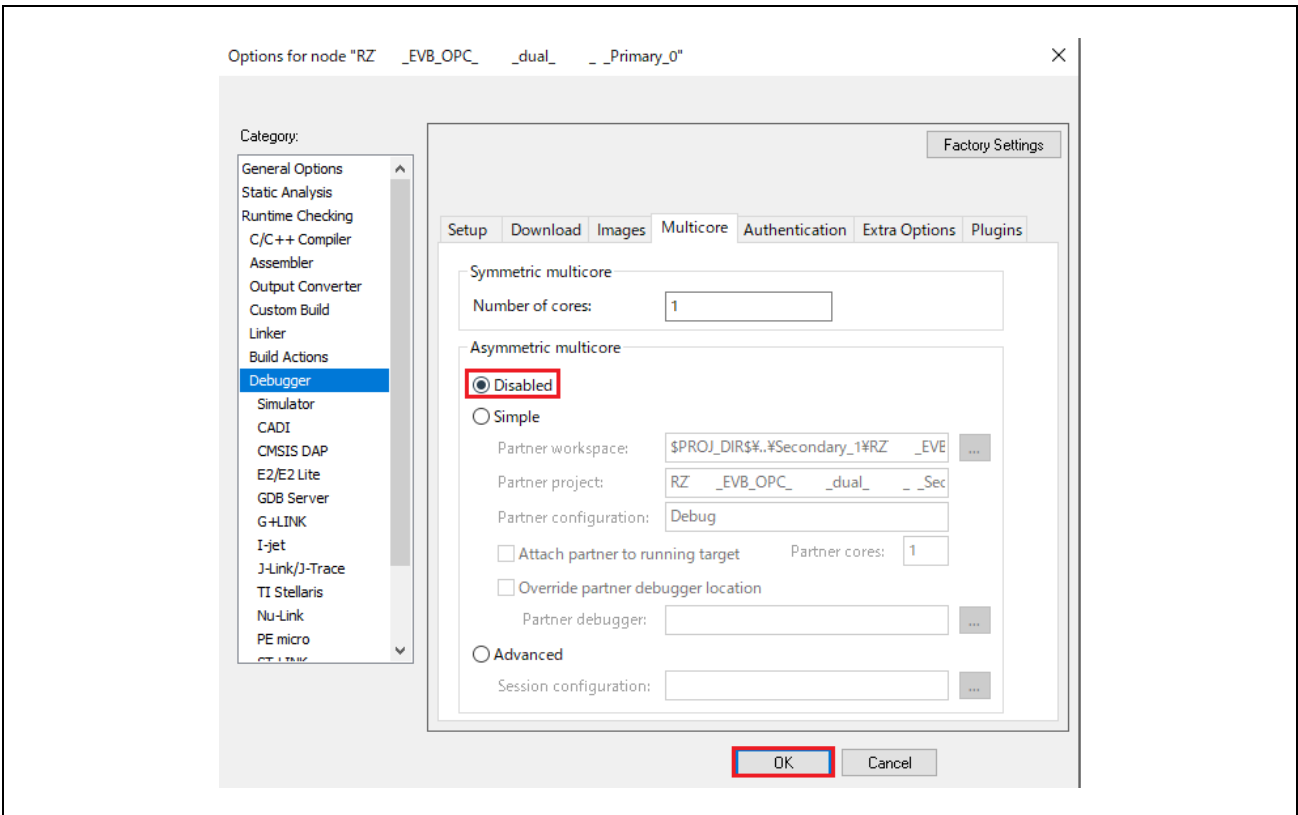 Options for node "RZ _EVB_OPC_ _dual_ _ _Primary_0"
Category:
Factory Settings
General Options
Static Analysis
Runtime Checking
C/C++ Compiler
Assembler
Output Converter
Custom Build
Linker
Build Actions
Debugger
Simulator
CADI
CMSIS DAP
E2/E2 Lite
GDB Server
G+LINK
I-jet
J-Link/J-Trace
TI Stellaris
Nu-Link
PE micro
ST-LINK
Setup Download Images Multicore Authentication Extra Options Plugins
Symmetric multicore
Number of cores: 1
Asymmetric multicore
Disabled
Simple
Partner workspace: $PROJ_DIR$¥..¥Secondary_1¥RZ _EVE ...
Partner project: RZ _EVB_OPC_ _dual_ _ _Sec
Partner configuration: Debug
Attach partner to running target Partner cores: 1
Override partner debugger location
Partner debugger: ...
Advanced
Session configuration: ...
OK Cancel